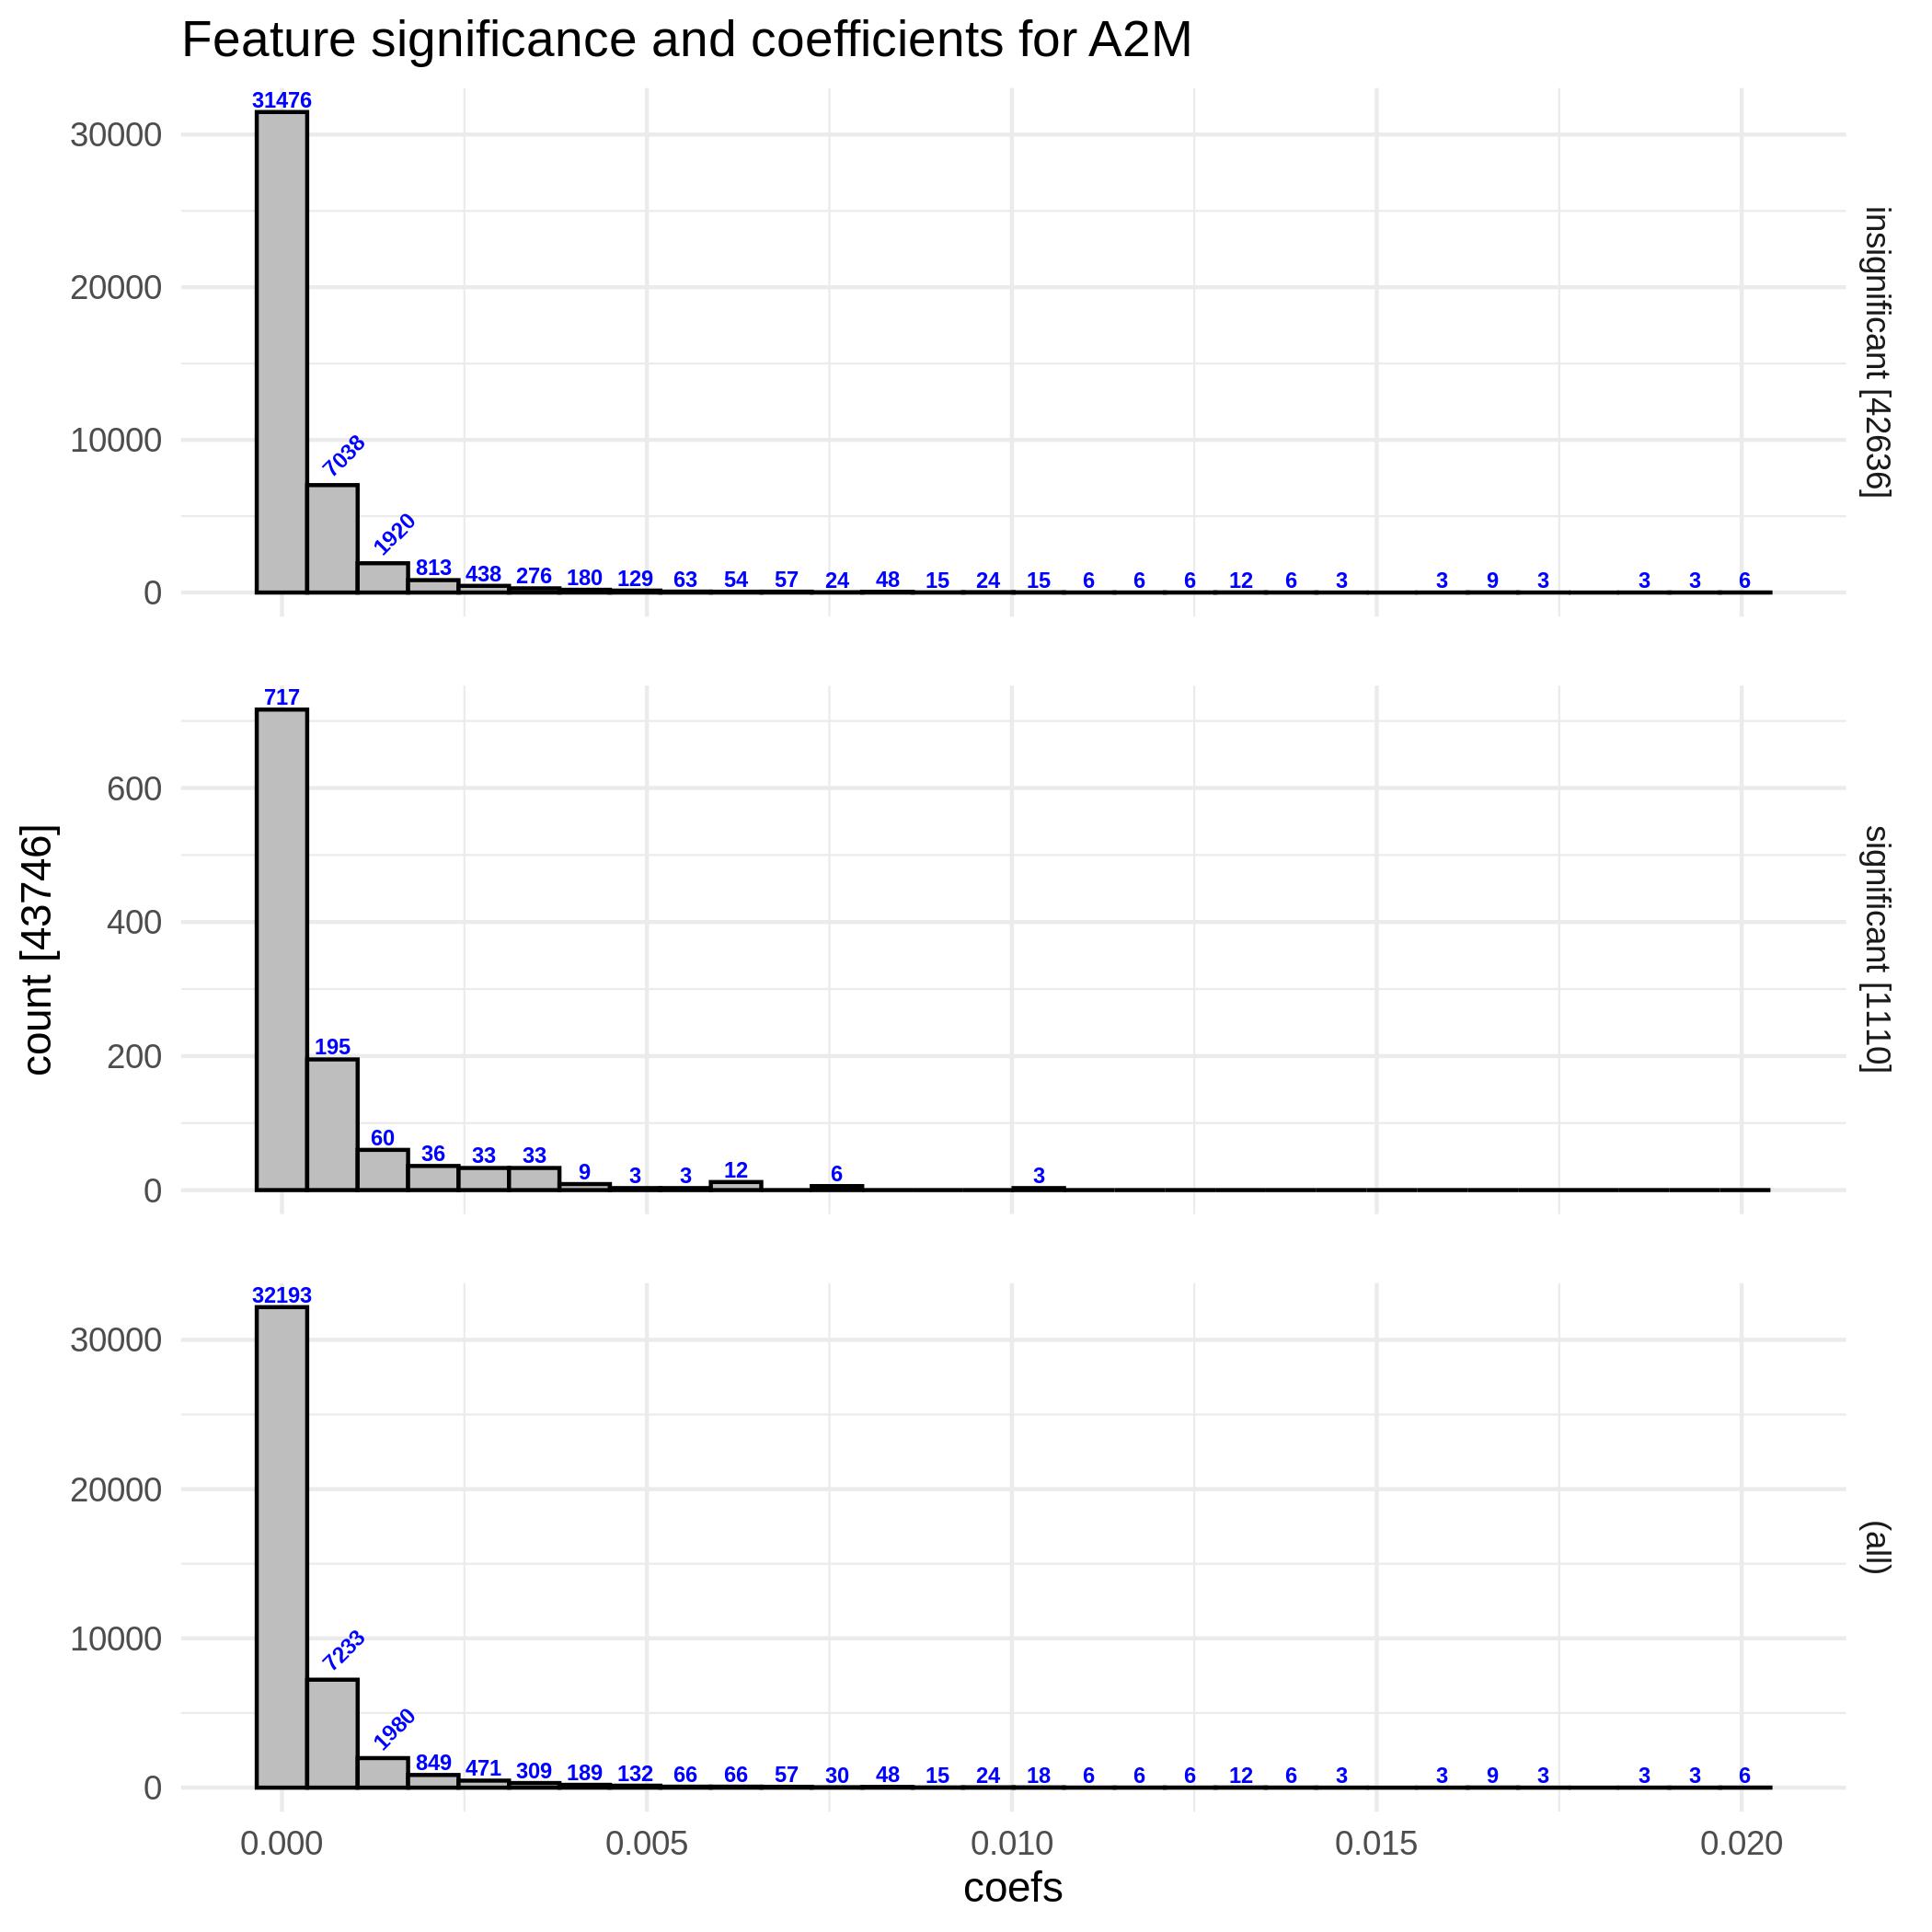 Feature significance and coefficients for A2M
31476
30000
20000
10000
0
7038
1920
813 438 276 180 129 63 54 57 24 48 15 24 15 6 6 6 12 6 3 3 9 3 3 3 6
insignificant [42636]
717
600
400
200
0
195
60 36 33 33 9 3 3 12 6 3
significant [1110]
count [43746]
32193
30000
20000
10000
0
7233
1980
849 471 309 189 132 66 66 57 30 48 15 24 18 6 6 6 12 6 3 3 9 3 3 3 6
(all)
0.000 0.005 0.010 0.015 0.020
coefs